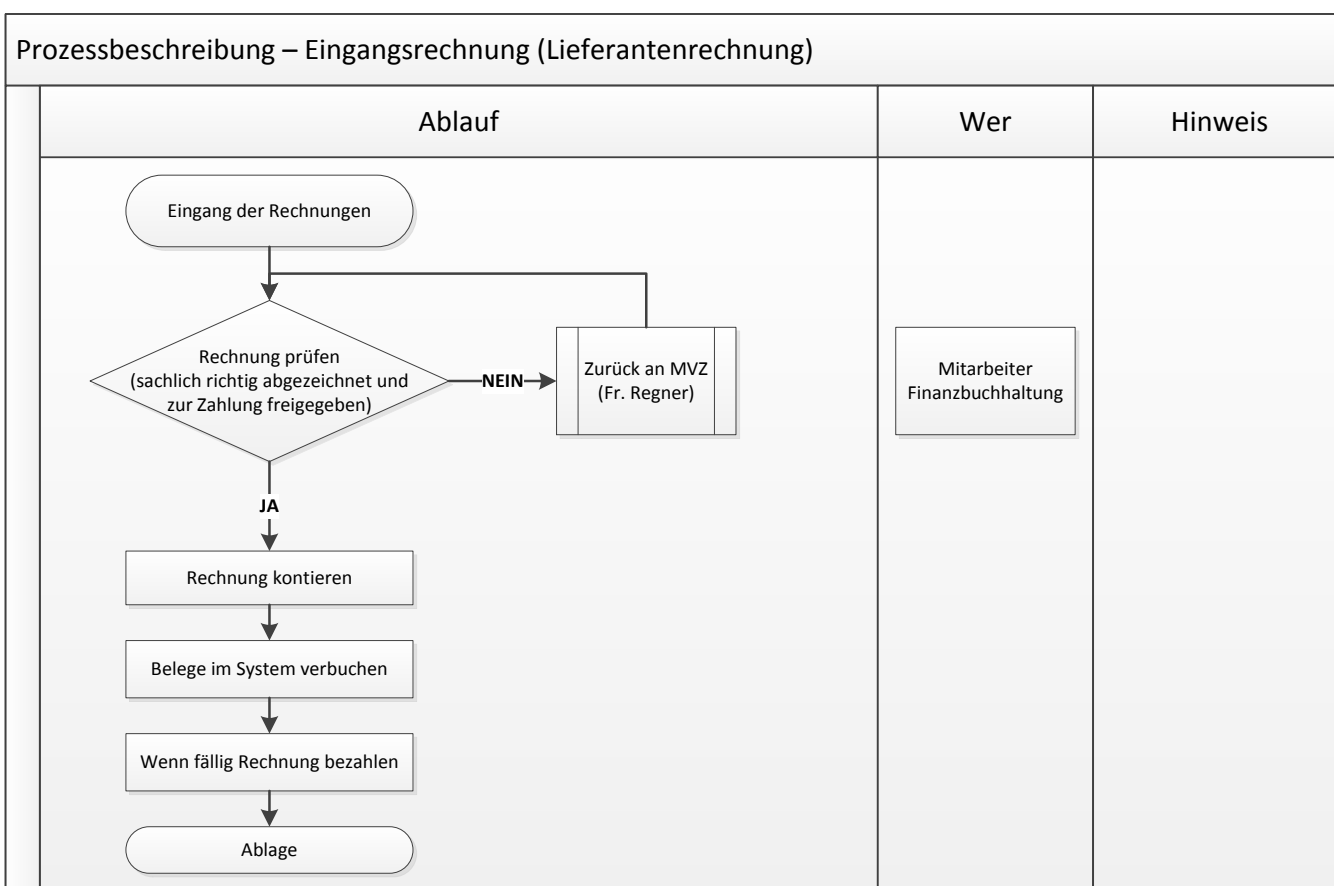 Prozessbeschreibung – Eingangsrechnung (Lieferantenrechnung)
Ablauf
Wer
Hinweis
Eingang der Rechnungen
Rechnung prüfen
(sachlich richtig abgezeichnet und
zur Zahlung freigegeben)
NEIN
Zurück an MVZ
(Fr. Regner)
Mitarbeiter
Finanzbuchhaltung
JA
Rechnung kontieren
Belege im System verbuchen
Wenn fällig Rechnung bezahlen
Ablage